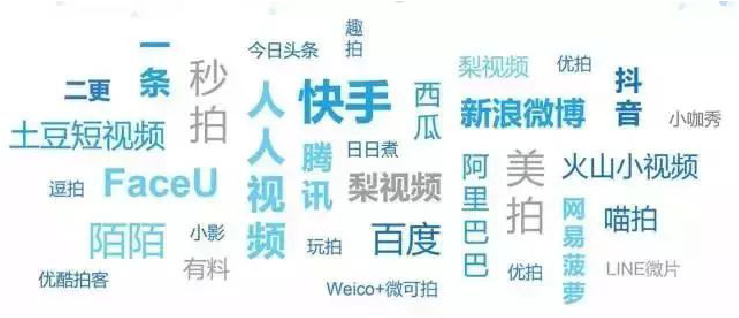 一条
二更
秒拍
今日头条
趣拍
人人视频
快手
西瓜
梨视频
优拍
新浪微博
抖音
小咖秀
土豆短视频
逗拍
FaceU
腾讯
日日煮
梨视频
阿里巴巴
美拍
火山小视频
陌陌
小影
有料
玩拍
百度
优拍
网易菠萝
喵拍
LINE微片
优酷拍客
Weico+微可拍